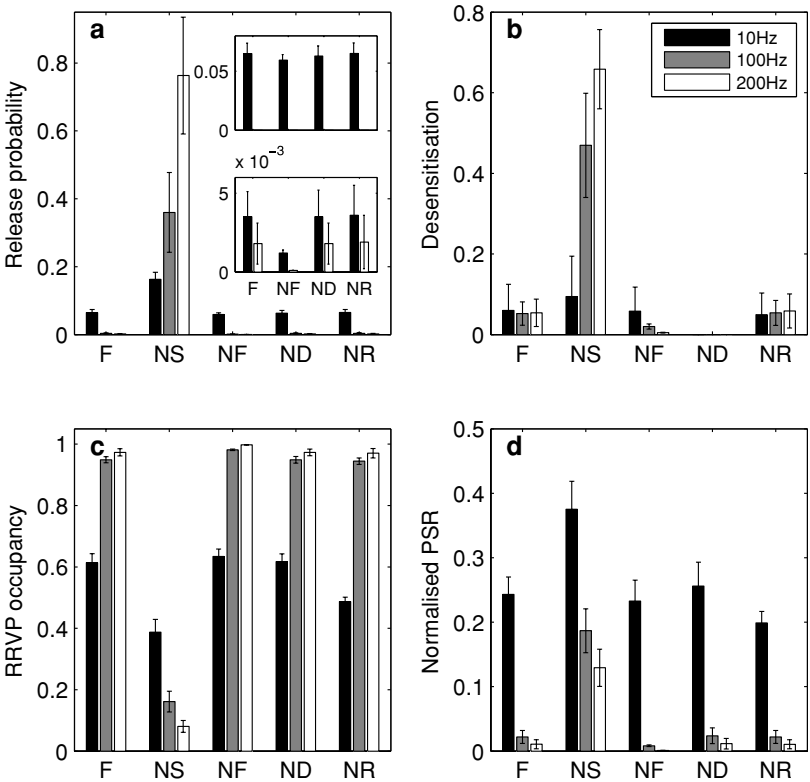 a
Release probability
0.8
0.6
0.4
0.2
0
F NS NF ND NR
0.05
0
x 10⁻³
5
0
F NF ND NR
b
10Hz
100Hz
200Hz
Desensitisation
0.8
0.6
0.4
0.2
0
F NS NF ND NR
c
RRVP occupancy
1
0.8
0.6
0.4
0.2
0
F NS NF ND NR
d
Normalised PSR
0.5
0.4
0.3
0.2
0.1
0
F NS NF ND NR